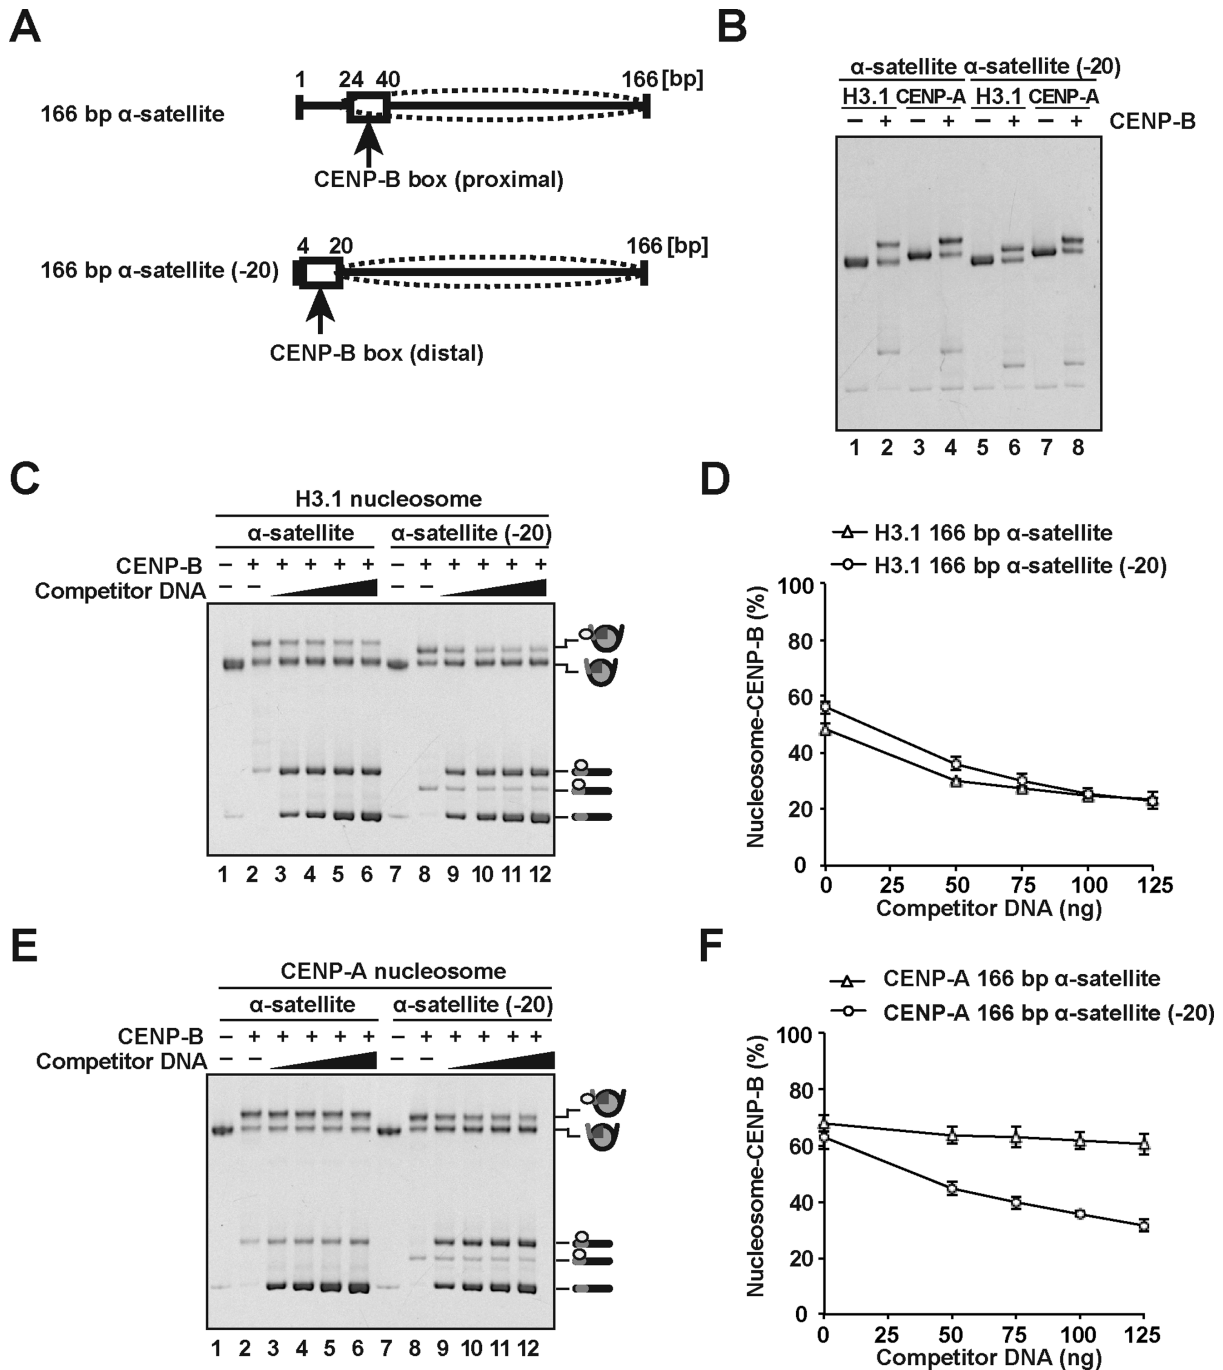 A
1 24 40 166 [bp]
166 bp α-satellite
CENP-B box (proximal)
4 20 166 [bp]
166 bp α-satellite (-20)
CENP-B box (distal)
B
α-satellite α-satellite (-20)
H3.1 CENP-A H3.1 CENP-A
− + − + − + − + CENP-B
1 2 3 4 5 6 7 8
C
H3.1 nucleosome
α-satellite α-satellite (-20)
CENP-B − + + + + + − + + + + +
Competitor DNA − − − −
1 2 3 4 5 6 7 8 9 10 11 12
D
H3.1 166 bp α-satellite
H3.1 166 bp α-satellite (-20)
Nucleosome-CENP-B (%)
100
80
60
40
20
0
0 25 50 75 100 125
Competitor DNA (ng)
E
CENP-A nucleosome
α-satellite α-satellite (-20)
CENP-B − + + + + + − + + + + +
Competitor DNA − − − −
1 2 3 4 5 6 7 8 9 10 11 12
F
CENP-A 166 bp α-satellite
CENP-A 166 bp α-satellite (-20)
Nucleosome-CENP-B (%)
100
80
60
40
20
0
0 25 50 75 100 125
Competitor DNA (ng)